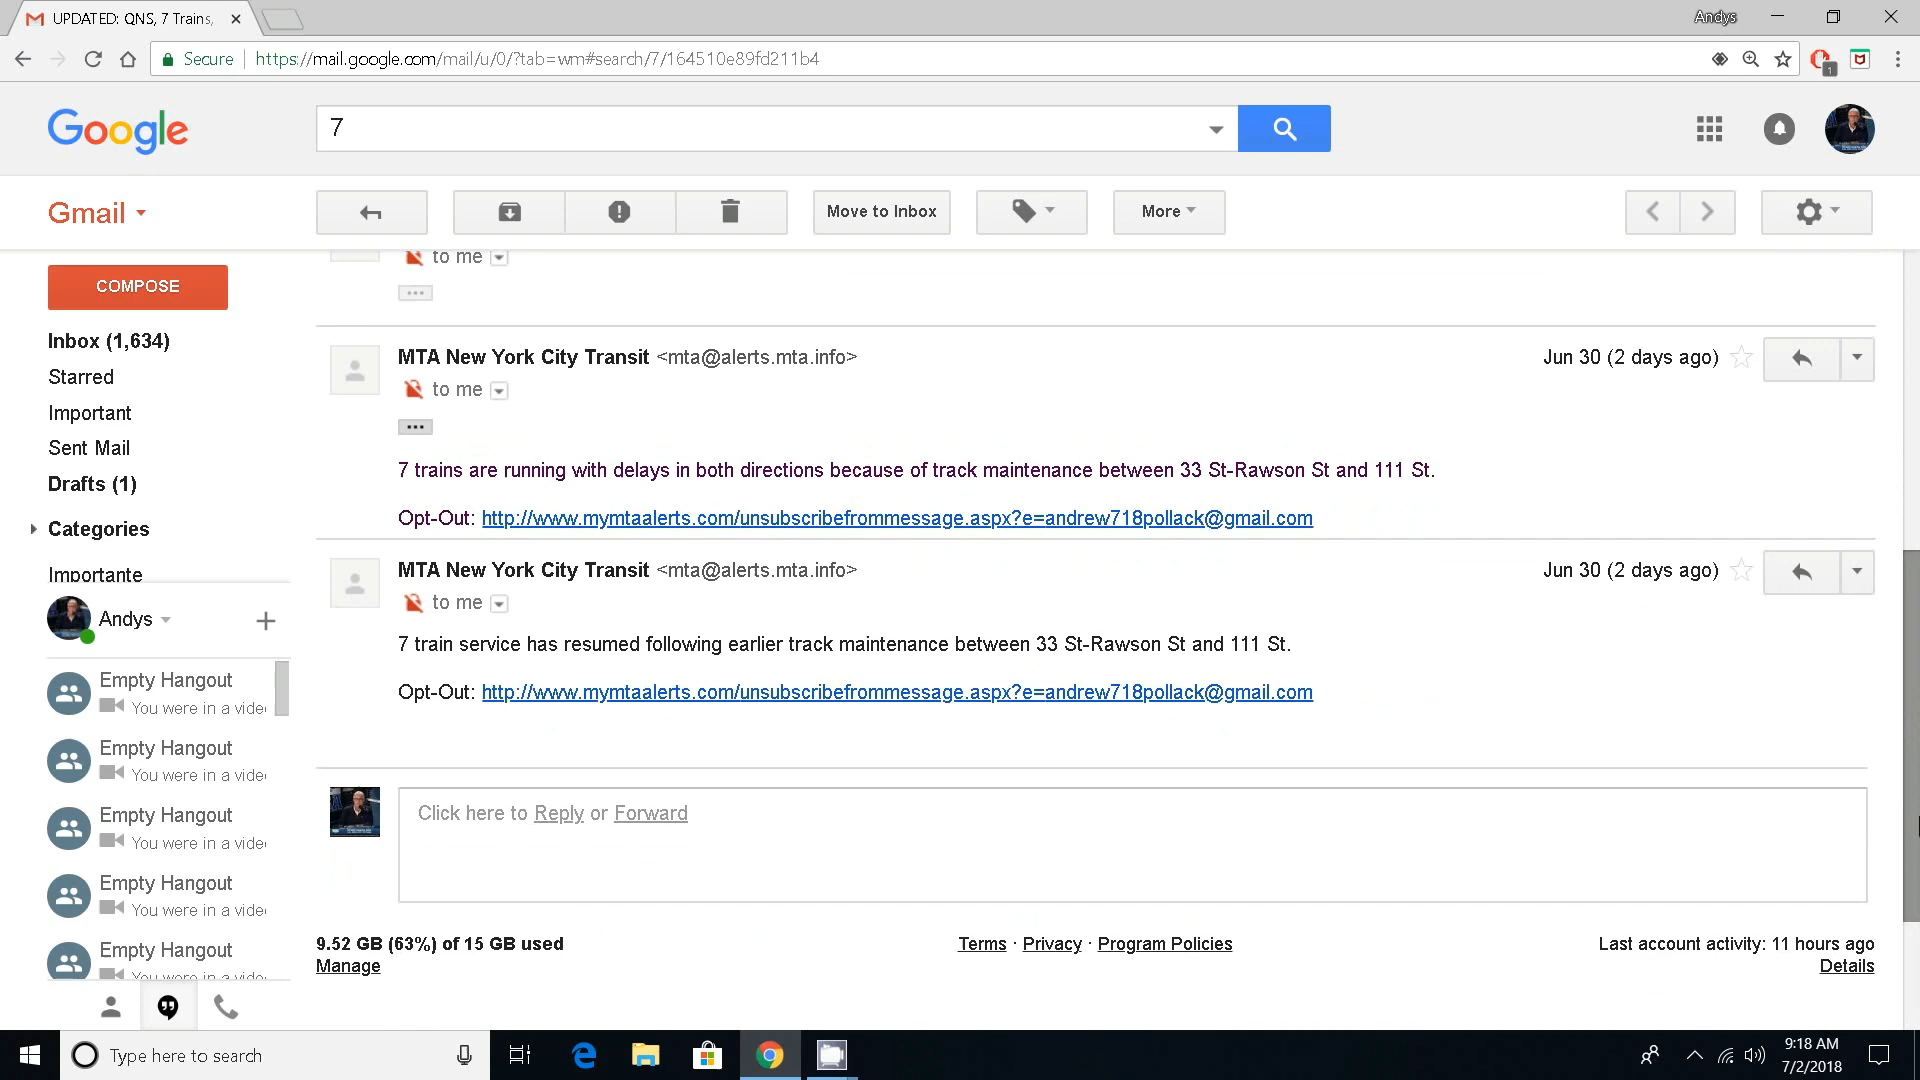 UPDATED: QNS, 7 Trains,
Andys
Secure
https://mail.google.com/mail/u/0/?tab=wm#search/7/164510e89fd211b4
1
Google
7
Gmail
Move to Inbox
More
COMPOSE
to me
Inbox (1,634)
Starred
Important
Sent Mail
Drafts (1)
Categories
Importante
MTA New York City Transit <mta@alerts.mta.info>
Jun 30 (2 days ago)
to me
7 trains are running with delays in both directions because of track maintenance between 33 St-Rawson St and 111 St.
Opt-Out: http://www.mymtaalerts.com/unsubscribefrommessage.aspx?e=andrew718pollack@gmail.com
MTA New York City Transit <mta@alerts.mta.info>
Jun 30 (2 days ago)
to me
7 train service has resumed following earlier track maintenance between 33 St-Rawson St and 111 St.
Opt-Out: http://www.mymtaalerts.com/unsubscribefrommessage.aspx?e=andrew718pollack@gmail.com
Andys
Empty Hangout
You were in a vide
Empty Hangout
You were in a vide
Empty Hangout
You were in a vide
Empty Hangout
You were in a vide
Empty Hangout
You were in a vide
Click here to Reply or Forward
9.52 GB (63%) of 15 GB used
Manage
Terms · Privacy · Program Policies
Last account activity: 11 hours ago
Details
Type here to search
9:18 AM
7/2/2018